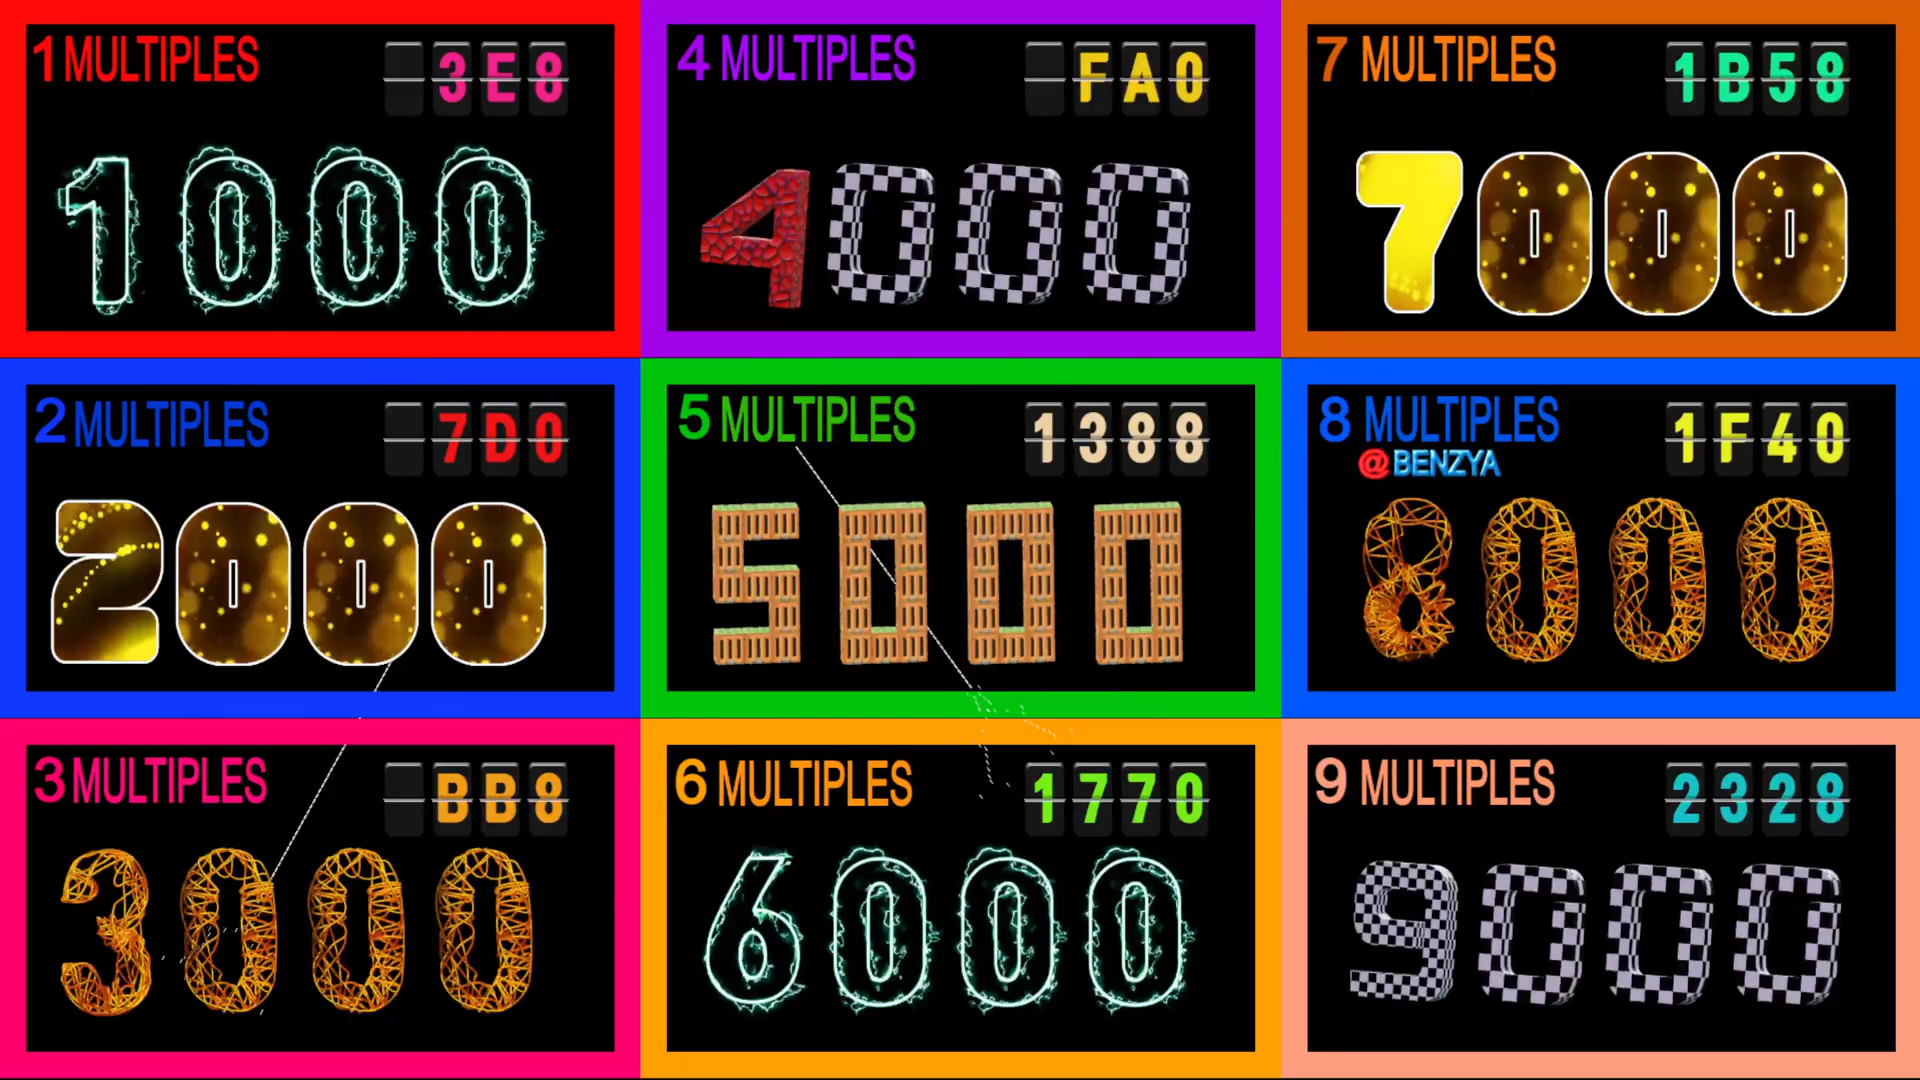 1 MULTIPLES 3E8
1000
4 MULTIPLES FA0
4000
7 MULTIPLES 1B58
7000
2 MULTIPLES 7D0
2000
5 MULTIPLES 1388
5000
8 MULTIPLES 1F40
@BENZYA
8000
3 MULTIPLES BB8
3000
6 MULTIPLES 1770
6000
9 MULTIPLES 2328
9000